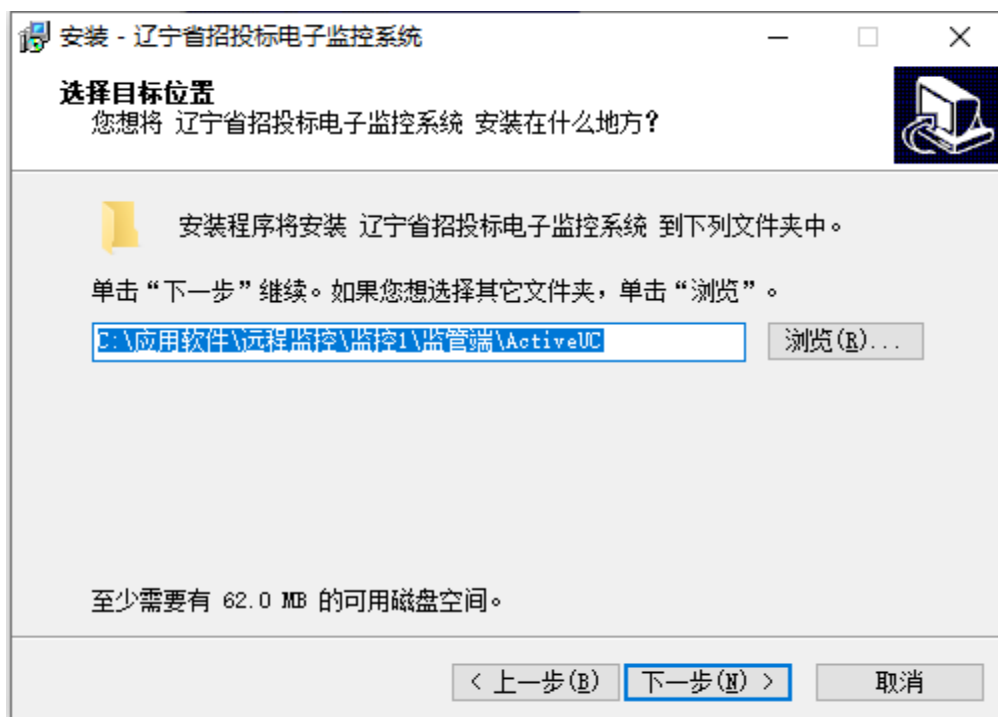 安装 - 辽宁省招投标电子监控系统
选择目标位置
您想将 辽宁省招投标电子监控系统 安装在什么地方？
安装程序将安装 辽宁省招投标电子监控系统 到下列文件夹中。
单击“下一步”继续。如果您想选择其它文件夹，单击“浏览”。
C:\应用软件\远程监控\监控1\监管端\ActiveUC
浏览(R)...
至少需要有 62.0 MB 的可用磁盘空间。
< 上一步(B)
下一步(N) >
取消